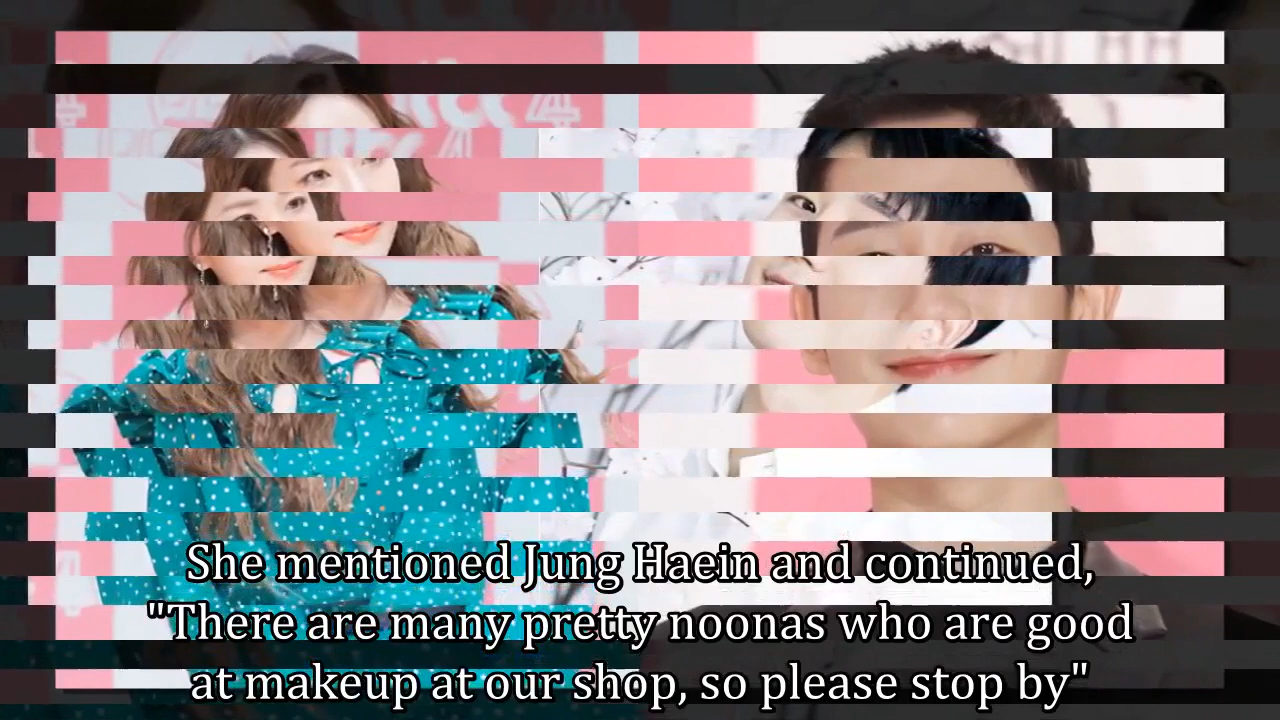 She mentioned Jung Haein and continued,
"There are many pretty noonas who are good
at makeup at our shop, so please stop by"